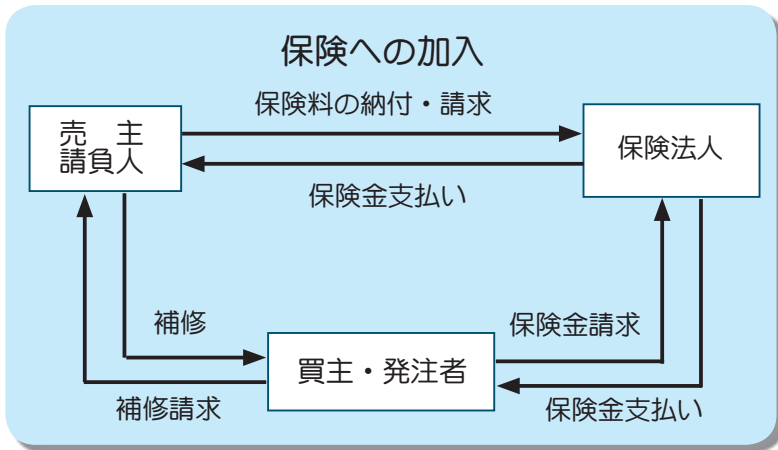 保険への加入
保険料の納付・請求
売　主
請負人
保険法人
保険金支払い
補修
保険金請求
買主・発注者
補修請求
保険金支払い